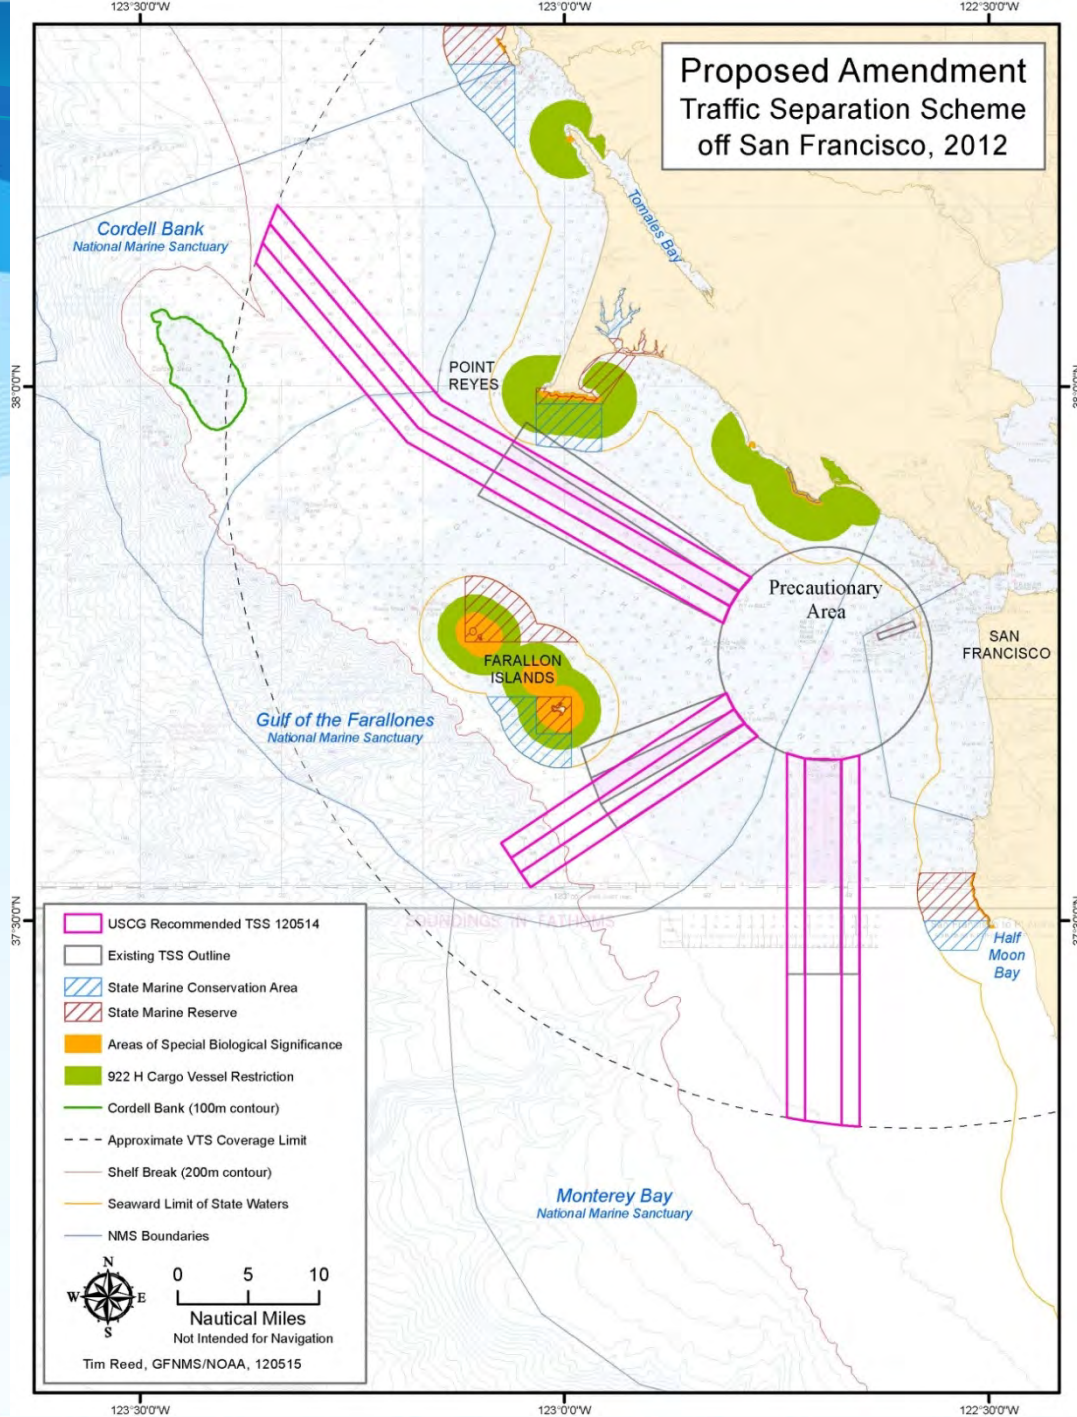 123°30'0"W
123°0'0"W
122°30'0"W
Proposed Amendment
Traffic Separation Scheme
off San Francisco, 2012
Cordell Bank
National Marine Sanctuary
Tomales Bay
POINT
REYES
38°0'0"N
38°0'0"N
Precautionary
Area
SAN
FRANCISCO
FARALLON
ISLANDS
Gulf of the Farallones
National Marine Sanctuary
37°30'0"N
37°30'0"N
SOUNDINGS IN FATHOMS
Half
Moon
Bay
USCG Recommended TSS 120514
Existing TSS Outline
State Marine Conservation Area
State Marine Reserve
Areas of Special Biological Significance
922 H Cargo Vessel Restriction
Cordell Bank (100m contour)
Approximate VTS Coverage Limit
Shelf Break (200m contour)
Seaward Limit of State Waters
NMS Boundaries
Monterey Bay
National Marine Sanctuary
N
W E
S
0 5 10
Nautical Miles
Not Intended for Navigation
Tim Reed, GFNMS/NOAA, 120515
123°30'0"W
123°0'0"W
122°30'0"W